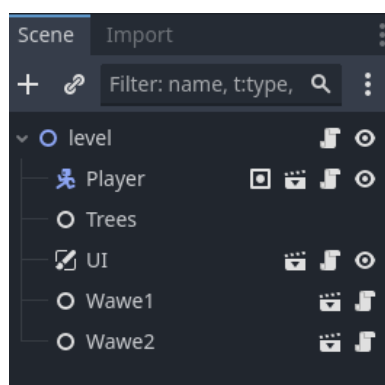 Scene Import
Filter: name, t:type,
level
Player
Trees
UI
Wawe1
Wawe2